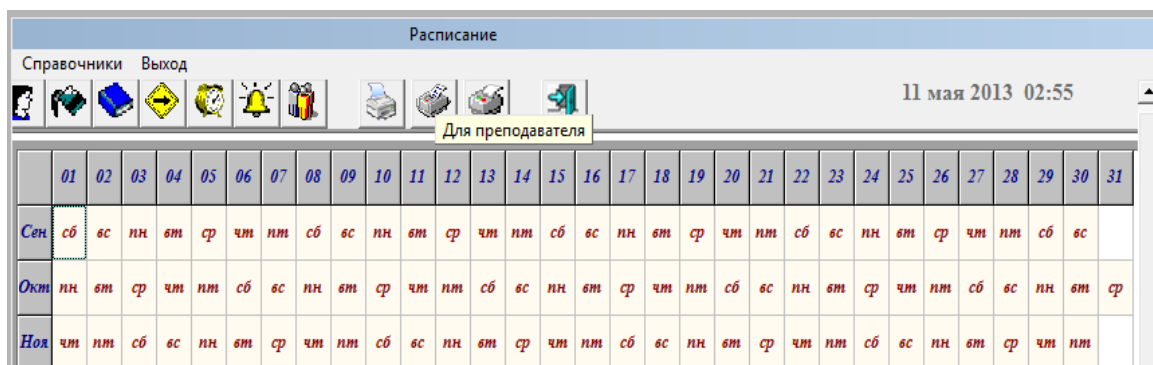 Расписание
Справочники Выход
11 мая 2013 02:55
Для преподавателя
01 02 03 04 05 06 07 08 09 10 11 12 13 14 15 16 17 18 19 20 21 22 23 24 25 26 27 28 29 30 31
Сен сб вс пн вт ср чт пт сб вс пн вт ср чт пт сб вс пн вт ср чт пт сб вс пн вт ср чт пт сб вс
Окт пн вт ср чт пт сб вс пн вт ср чт пт сб вс пн вт ср чт пт сб вс пн вт ср чт пт сб вс пн вт ср
Ноя чт пт сб вс пн вт ср чт пт сб вс пн вт ср чт пт сб вс пн вт ср чт пт сб вс пн вт ср чт пт